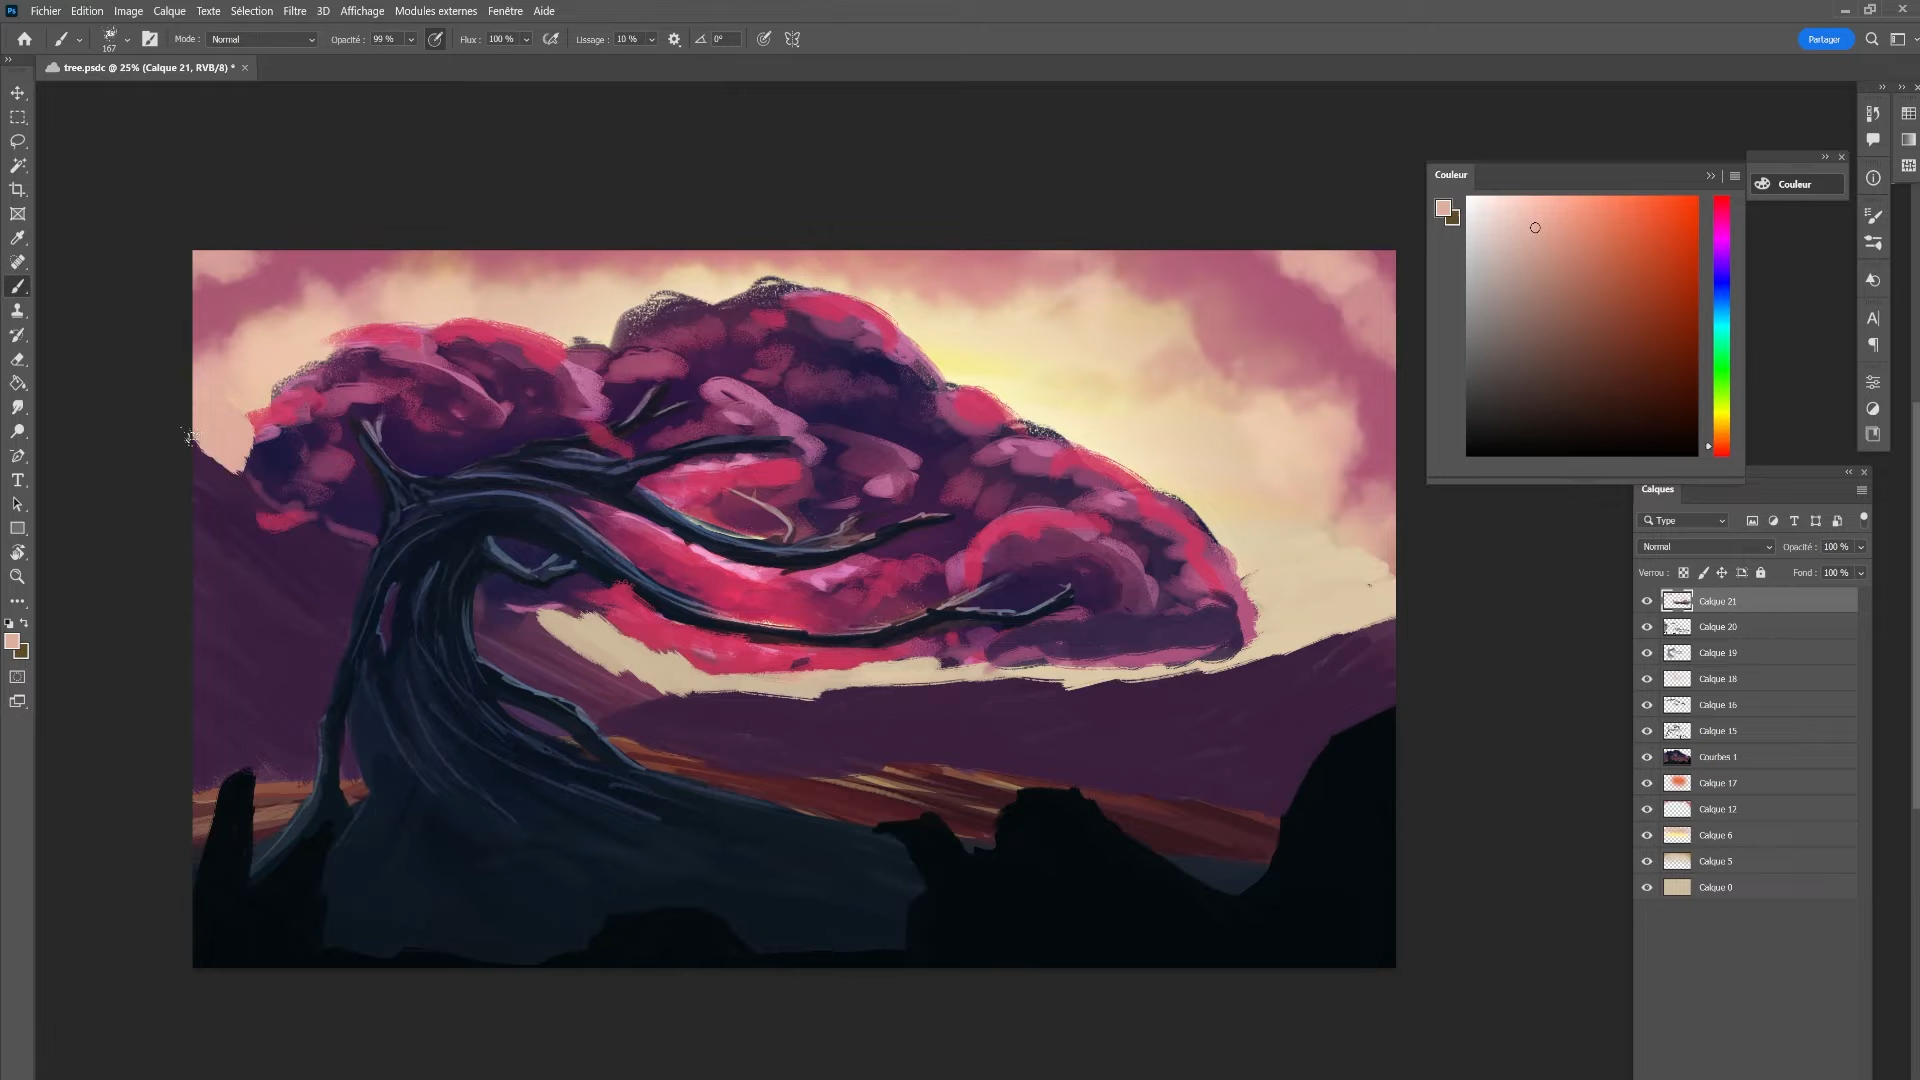 Ps Fichier Edition Image Calque Texte Sélection Filtre 3D Affichage Modules externes Fenêtre Aide
167 Mode : Normal Opacité : 99 % Flux : 100 % Lissage : 10 % 0° Partager
tree.psdc @ 25% (Calque 21, RVB/8) *
Couleur
Couleur
Calques
Type
Normal Opacité : 100 %
Verrou : Fond : 100 %
Calque 21
Calque 20
Calque 19
Calque 18
Calque 16
Calque 15
Courbes 1
Calque 17
Calque 12
Calque 6
Calque 5
Calque 0